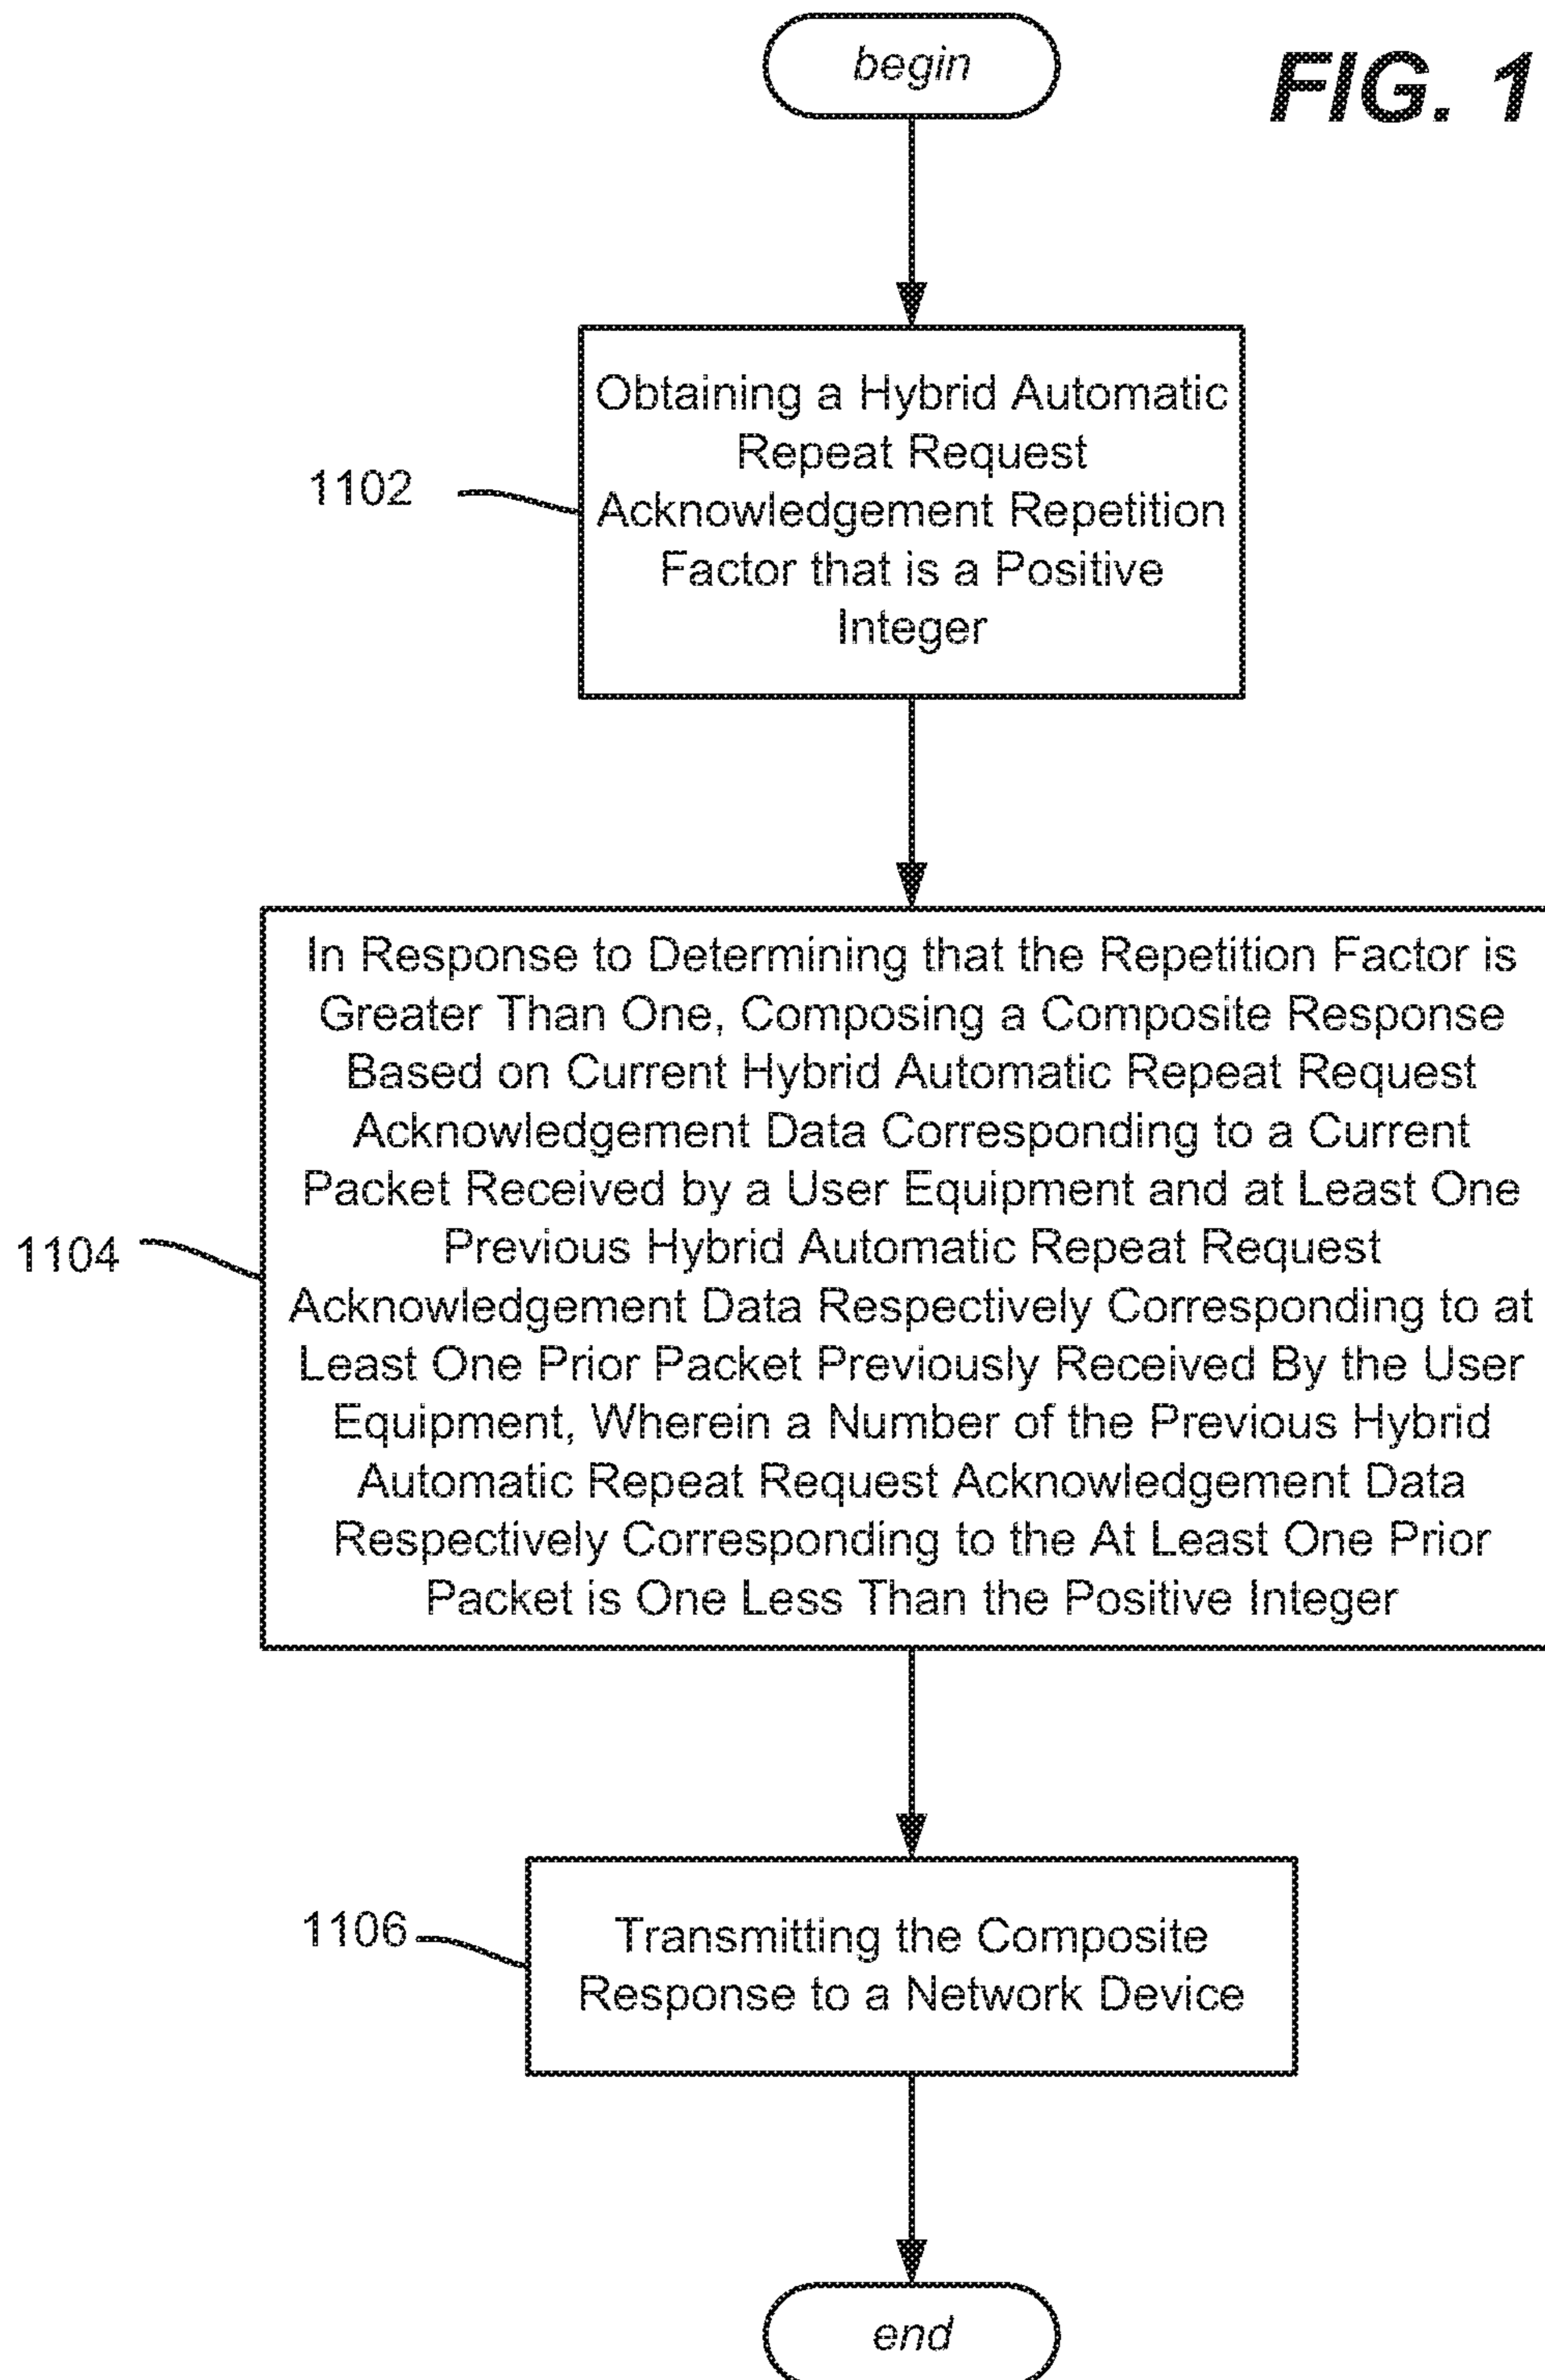 begin
FIG. 1
Obtaining a Hybrid Automatic
Repeat Request
Acknowledgement Repetition
Factor that is a Positive
Integer
1102
In Response to Determining that the Repetition Factor is
Greater Than One, Composing a Composite Response
Based on Current Hybrid Automatic Repeat Request
Acknowledgement Data Corresponding to a Current
Packet Received by a User Equipment and at Least One
Previous Hybrid Automatic Repeat Request
Acknowledgement Data Respectively Corresponding to at
Least One Prior Packet Previously Received By the User
Equipment, Wherein a Number of the Previous Hybrid
Automatic Repeat Request Acknowledgement Data
Respectively Corresponding to the At Least One Prior
Packet is One Less Than the Positive Integer
1104
1106
Transmitting the Composite
Response to a Network Device
end